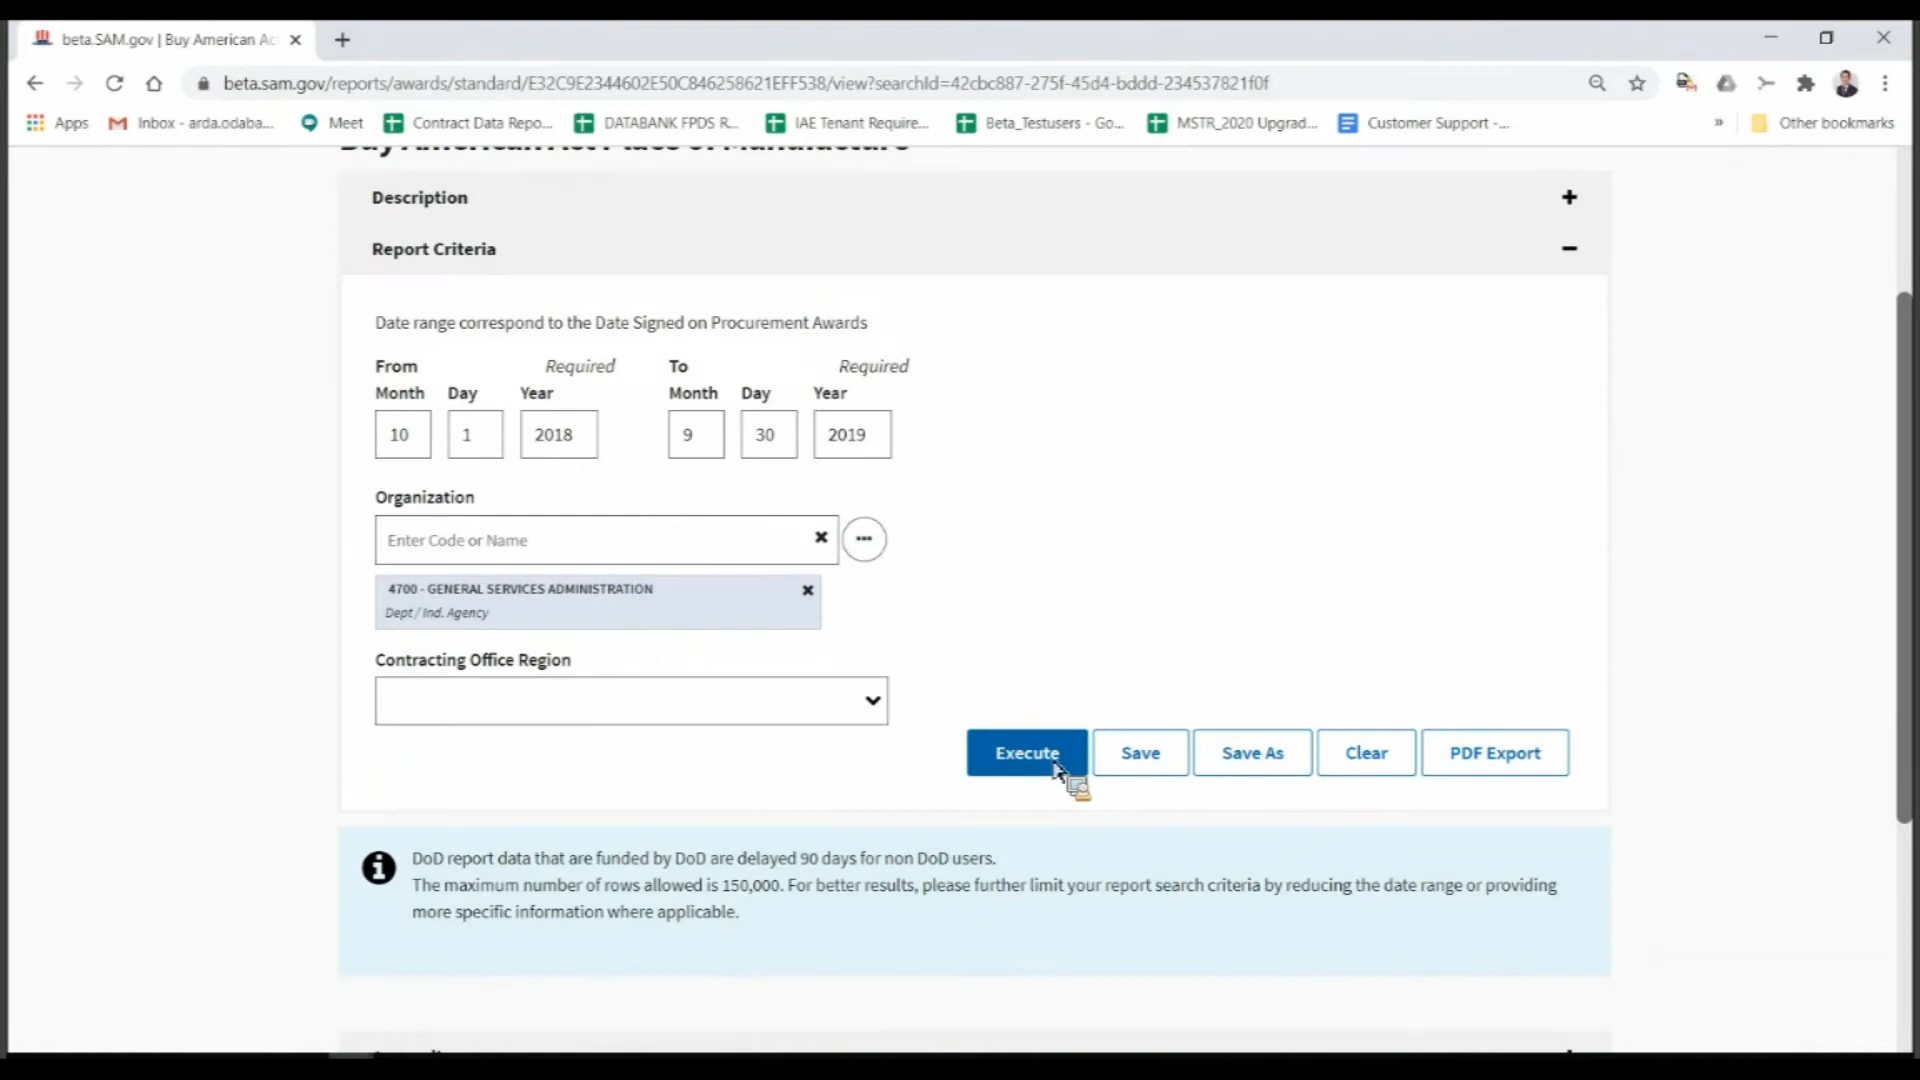 beta.SAM.gov | Buy American Ac
beta.sam.gov/reports/awards/standard/E32C9E2344602E50C846258621EFF538/view?searchId=42cbc887-275f-45d4-bddd-234537821f0f
Apps Inbox - arda.odaba... Meet Contract Data Repo... DATABANK FPDS R... IAE Tenant Require... Beta_Testusers - Go... MSTR_2020 Upgrad... Customer Support -... » Other bookmarks
Buy American Act Place of Manufacture
Description
Report Criteria
Date range correspond to the Date Signed on Procurement Awards
From Required To Required
Month Day Year Month Day Year
10 1 2018 9 30 2019
Organization
Enter Code or Name
4700 - GENERAL SERVICES ADMINISTRATION
Dept / Ind. Agency
Contracting Office Region
Execute Save Save As Clear PDF Export
DoD report data that are funded by DoD are delayed 90 days for non DoD users.
The maximum number of rows allowed is 150,000. For better results, please further limit your report search criteria by reducing the date range or providing
more specific information where applicable.